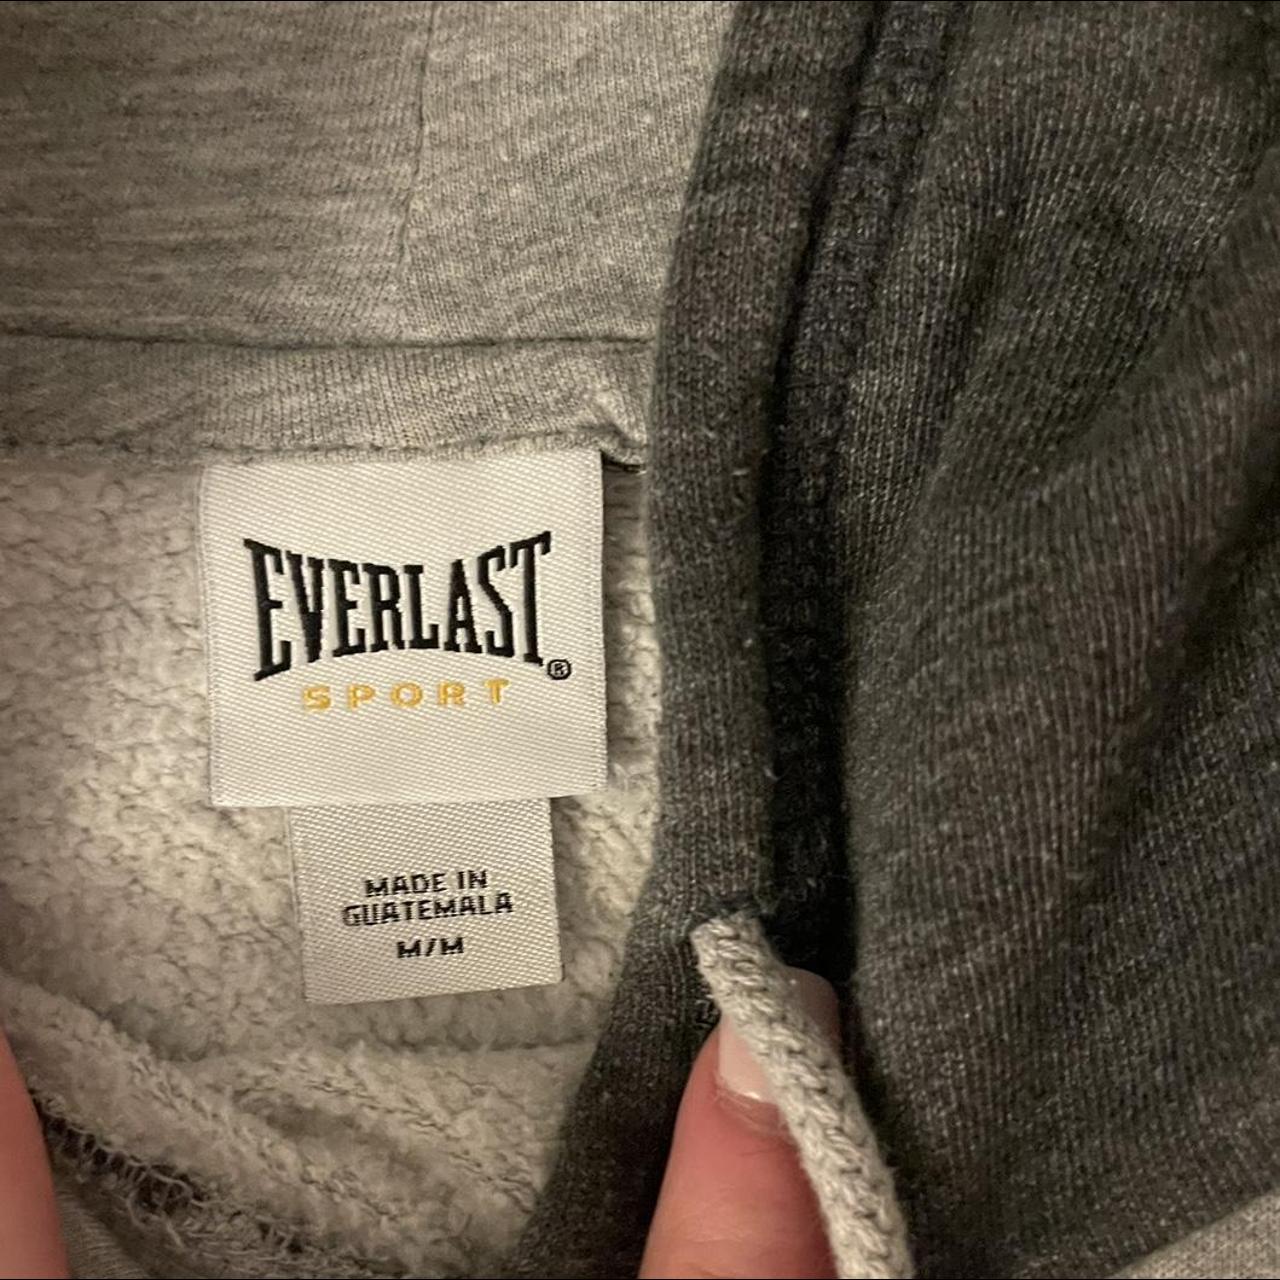 EVERLAST®
SPORT
MADE IN
GUATEMALA
M/M